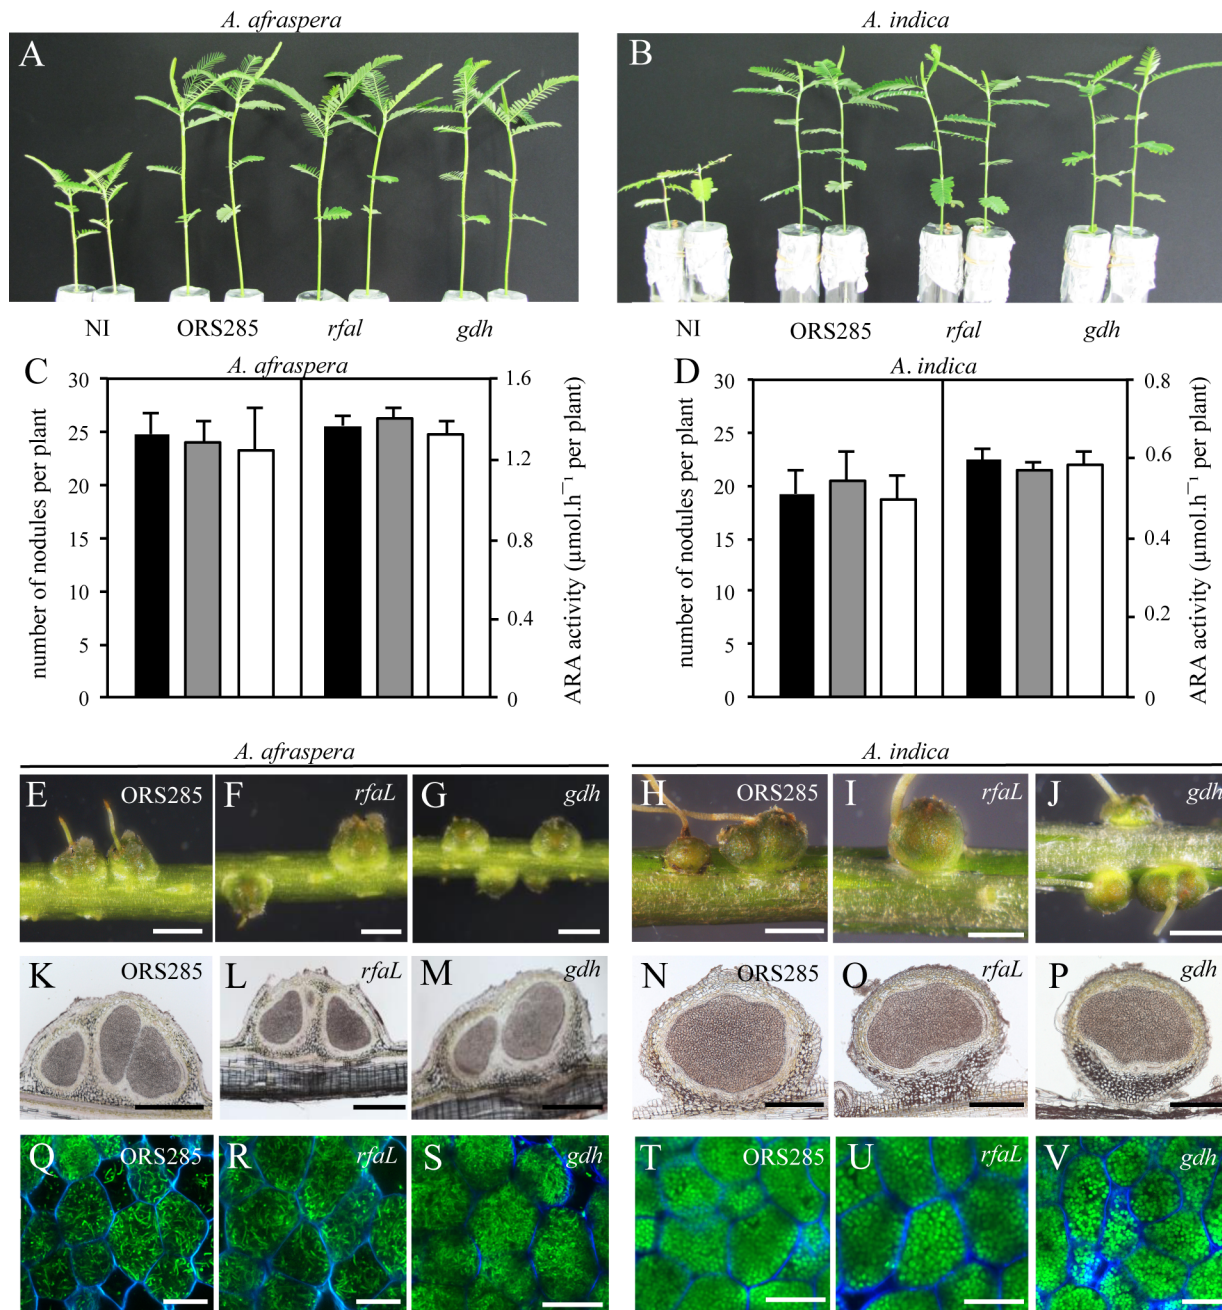 A. afraspera
A. indica
A
B
NI
ORS285
rfal
gdh
NI
ORS285
rfal
gdh
C
A. afraspera
D
A. indica
number of nodules per plant
30
25
20
15
10
5
0
1.6
1.2
0.8
0.4
0
ARA activity (µmol.h⁻¹ per plant)
number of nodules per plant
30
25
20
15
10
5
0
0.8
0.6
0.4
0.2
0
ARA activity (µmol.h⁻¹ per plant)
A. afraspera
A. indica
E ORS285
F rfaL
G gdh
H ORS285
I rfaL
J gdh
K ORS285
L rfaL
M gdh
N ORS285
O rfaL
P gdh
Q ORS285
R rfaL
S gdh
T ORS285
U rfaL
V gdh